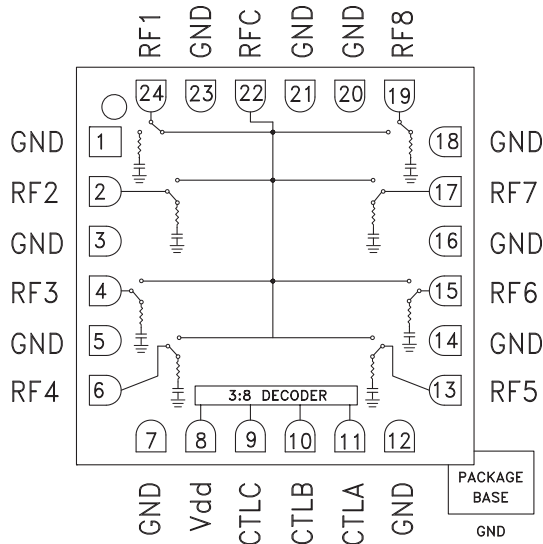 RF1
GND
RFC
GND
GND
RF8
24
23
22
21
20
19
GND
1
18
GND
RF2
2
17
RF7
GND
3
16
GND
RF3
4
15
RF6
GND
5
14
GND
RF4
6
13
RF5
3:8 DECODER
7
8
9
10
11
12
GND
Vdd
CTLC
CTLB
CTLA
GND
PACKAGE
BASE
GND